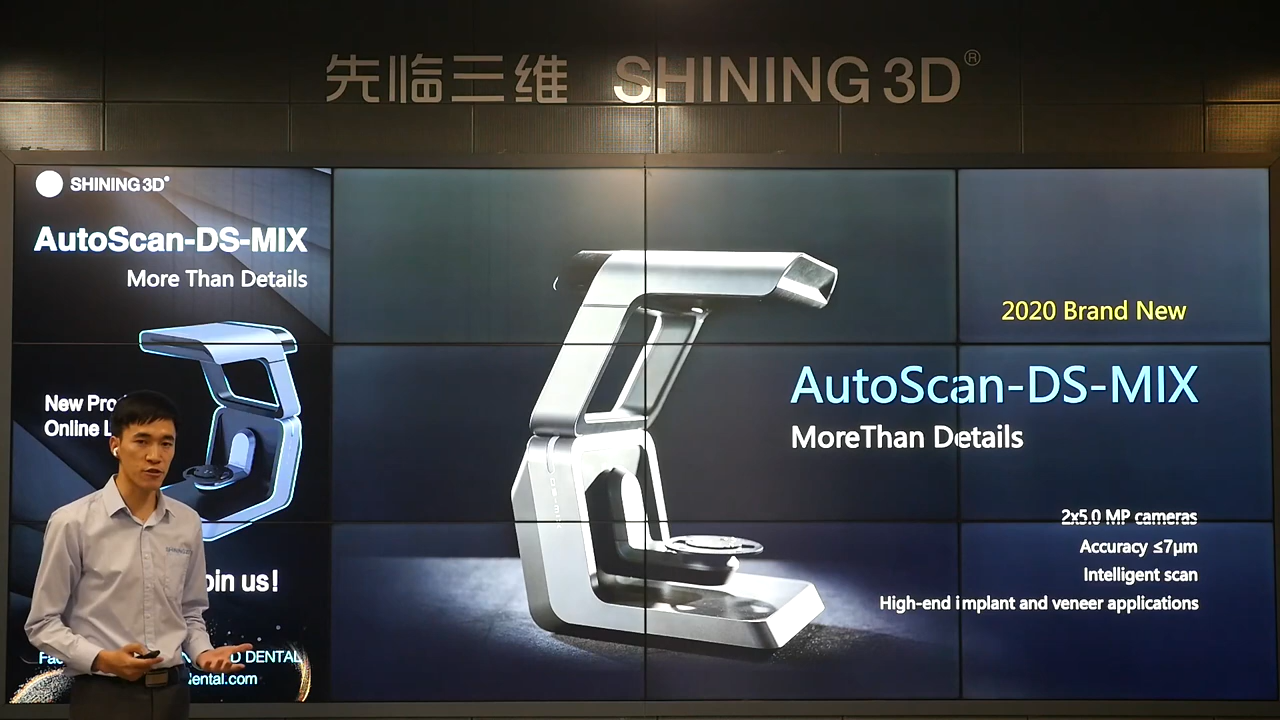 先临三维 SHINING 3D®
SHINING 3D
AutoScan-DS-MIX
More Than Details
New Pro
Online L
oin us!
D DENTAL
ental.com
2020 Brand New
AutoScan-DS-MIX
MoreThan Details
2x5.0 MP cameras
Accuracy ≤7μm
Intelligent scan
High-end implant and veneer applications
SHINING 3D